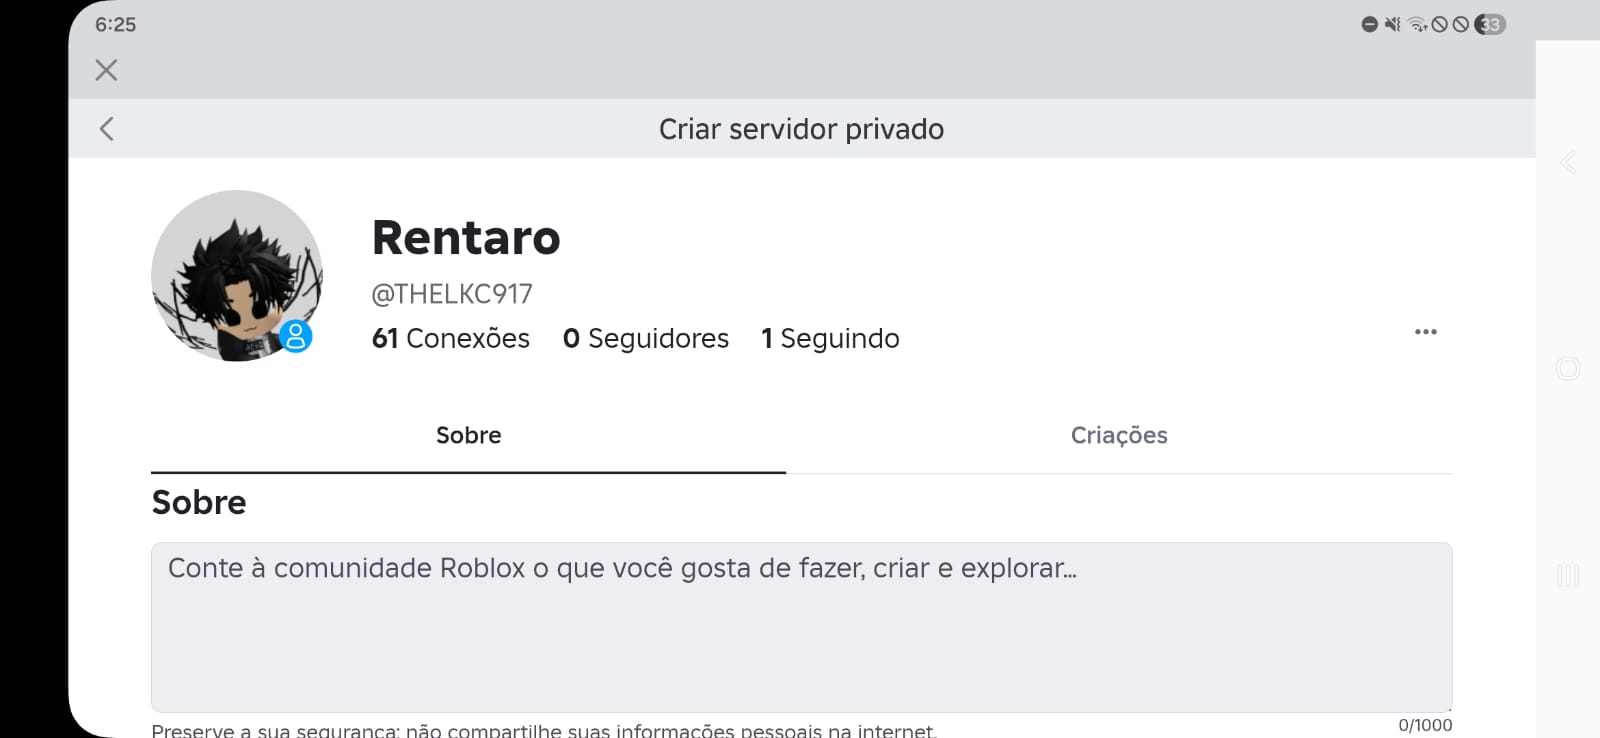 6:25
33
Criar servidor privado
Rentaro
@THELKC917
61 Conexões 0 Seguidores 1 Seguindo
Sobre Criações
Sobre
Conte à comunidade Roblox o que você gosta de fazer, criar e explorar...
0/1000
Preserve a sua segurança: não compartilhe suas informações pessoais na internet.